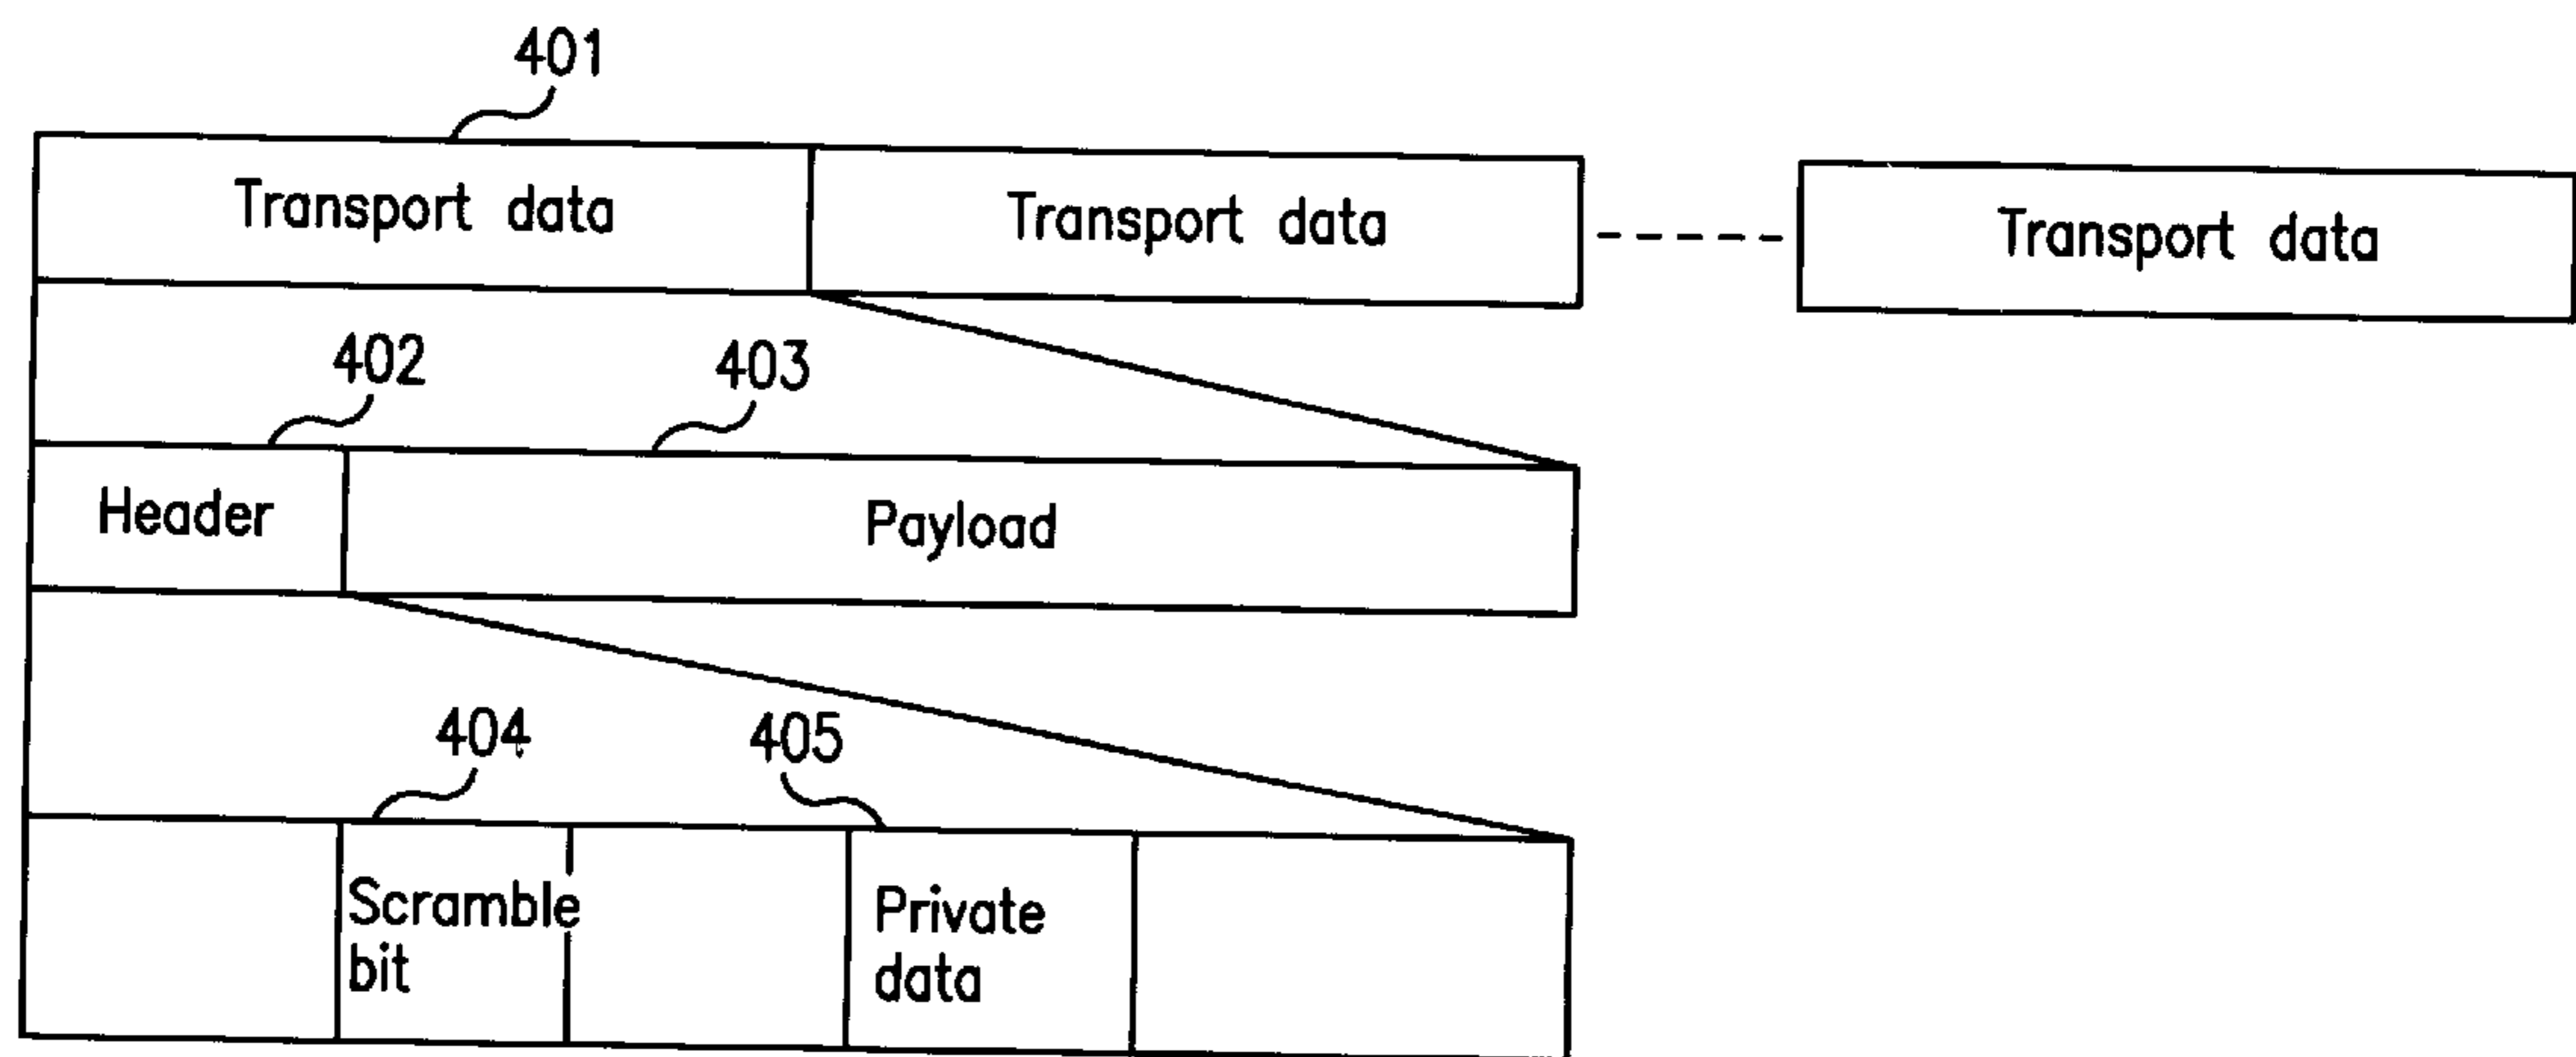 401
Transport data
Transport data
Transport data
402
403
Header
Payload
404
405
Scramble
bit
Private
data